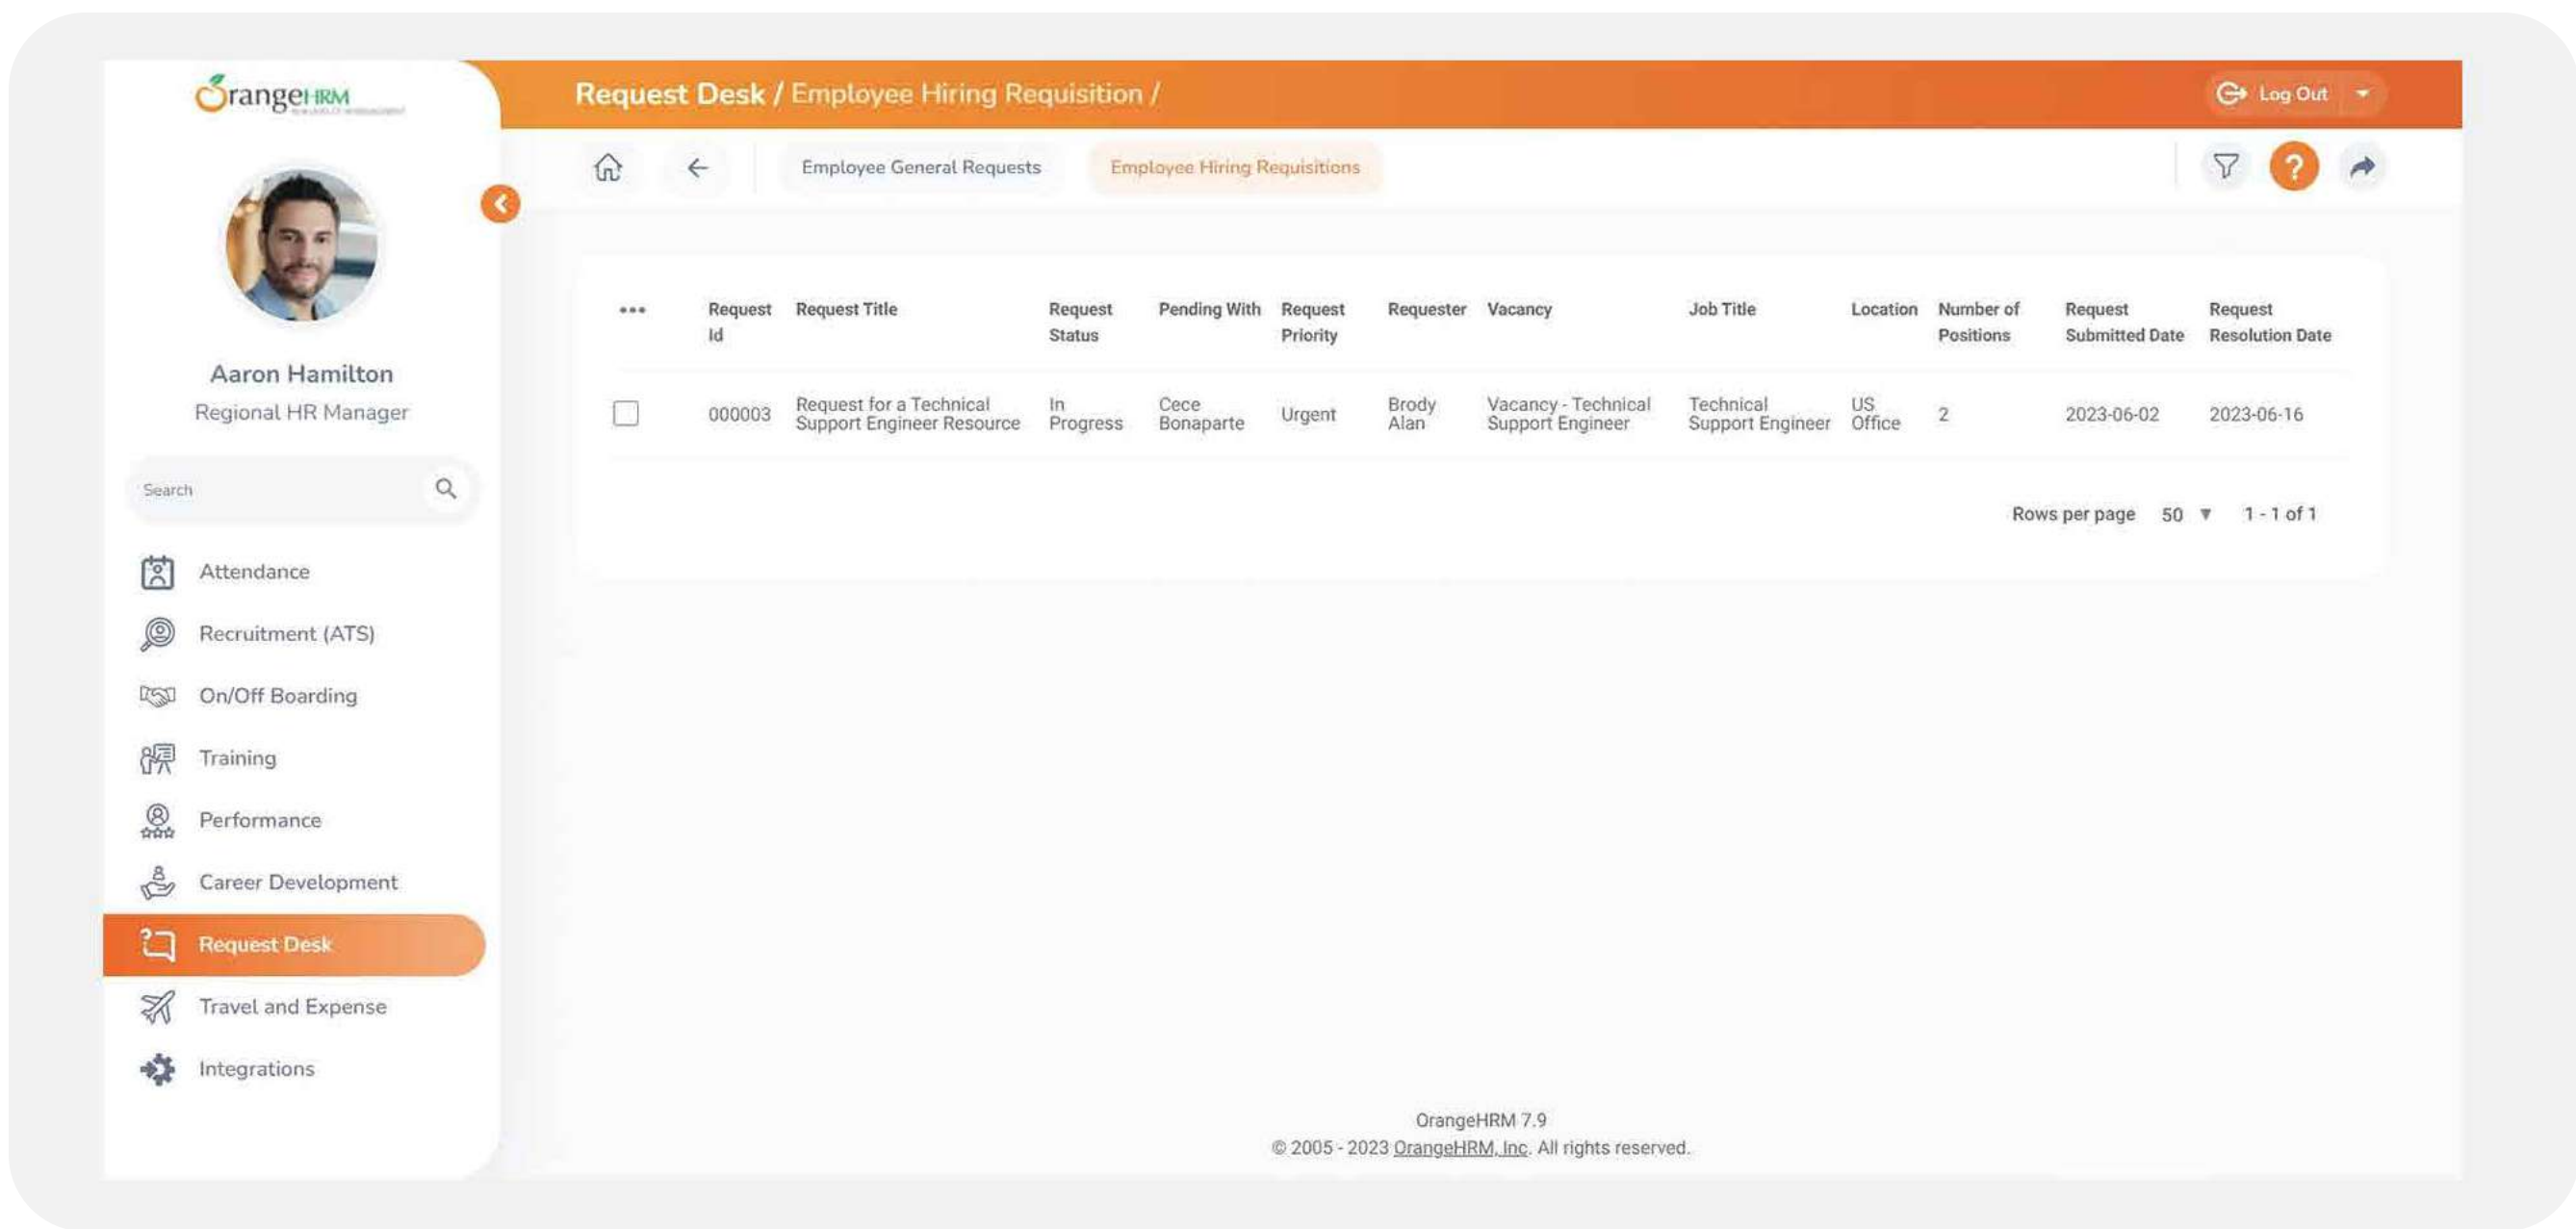 OrangeHRM
Request Desk / Employee Hiring Requisition /
Log Out
Employee General Requests
Employee Hiring Requisitions
?
Aaron Hamilton
Regional HR Manager
Search
Attendance
Recruitment (ATS)
On/Off Boarding
Training
Performance
Career Development
Request Desk
Travel and Expense
Integrations
••• Request Request Title Request Pending With Request Requester Vacancy Job Title Location Number of Request Request
Id Status Priority Positions Submitted Date Resolution Date
Request for a Technical In Cece Brody Vacancy - Technical Technical US
000003 Urgent 2 2023-06-02 2023-06-16
Support Engineer Resource Progress Bonaparte Alan Support Engineer Support Engineer Office
Rows per page 50 1 - 1 of 1
OrangeHRM 7.9
© 2005 - 2023 OrangeHRM, Inc. All rights reserved.